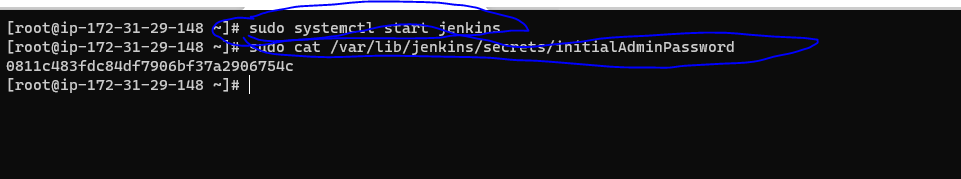 [root@ip-172-31-29-148 ~]# sudo systemctl start jenkins
[root@ip-172-31-29-148 ~]# sudo cat /var/lib/jenkins/secrets/initialAdminPassword
0811c483fdc84df7906bf37a2906754c
[root@ip-172-31-29-148 ~]#